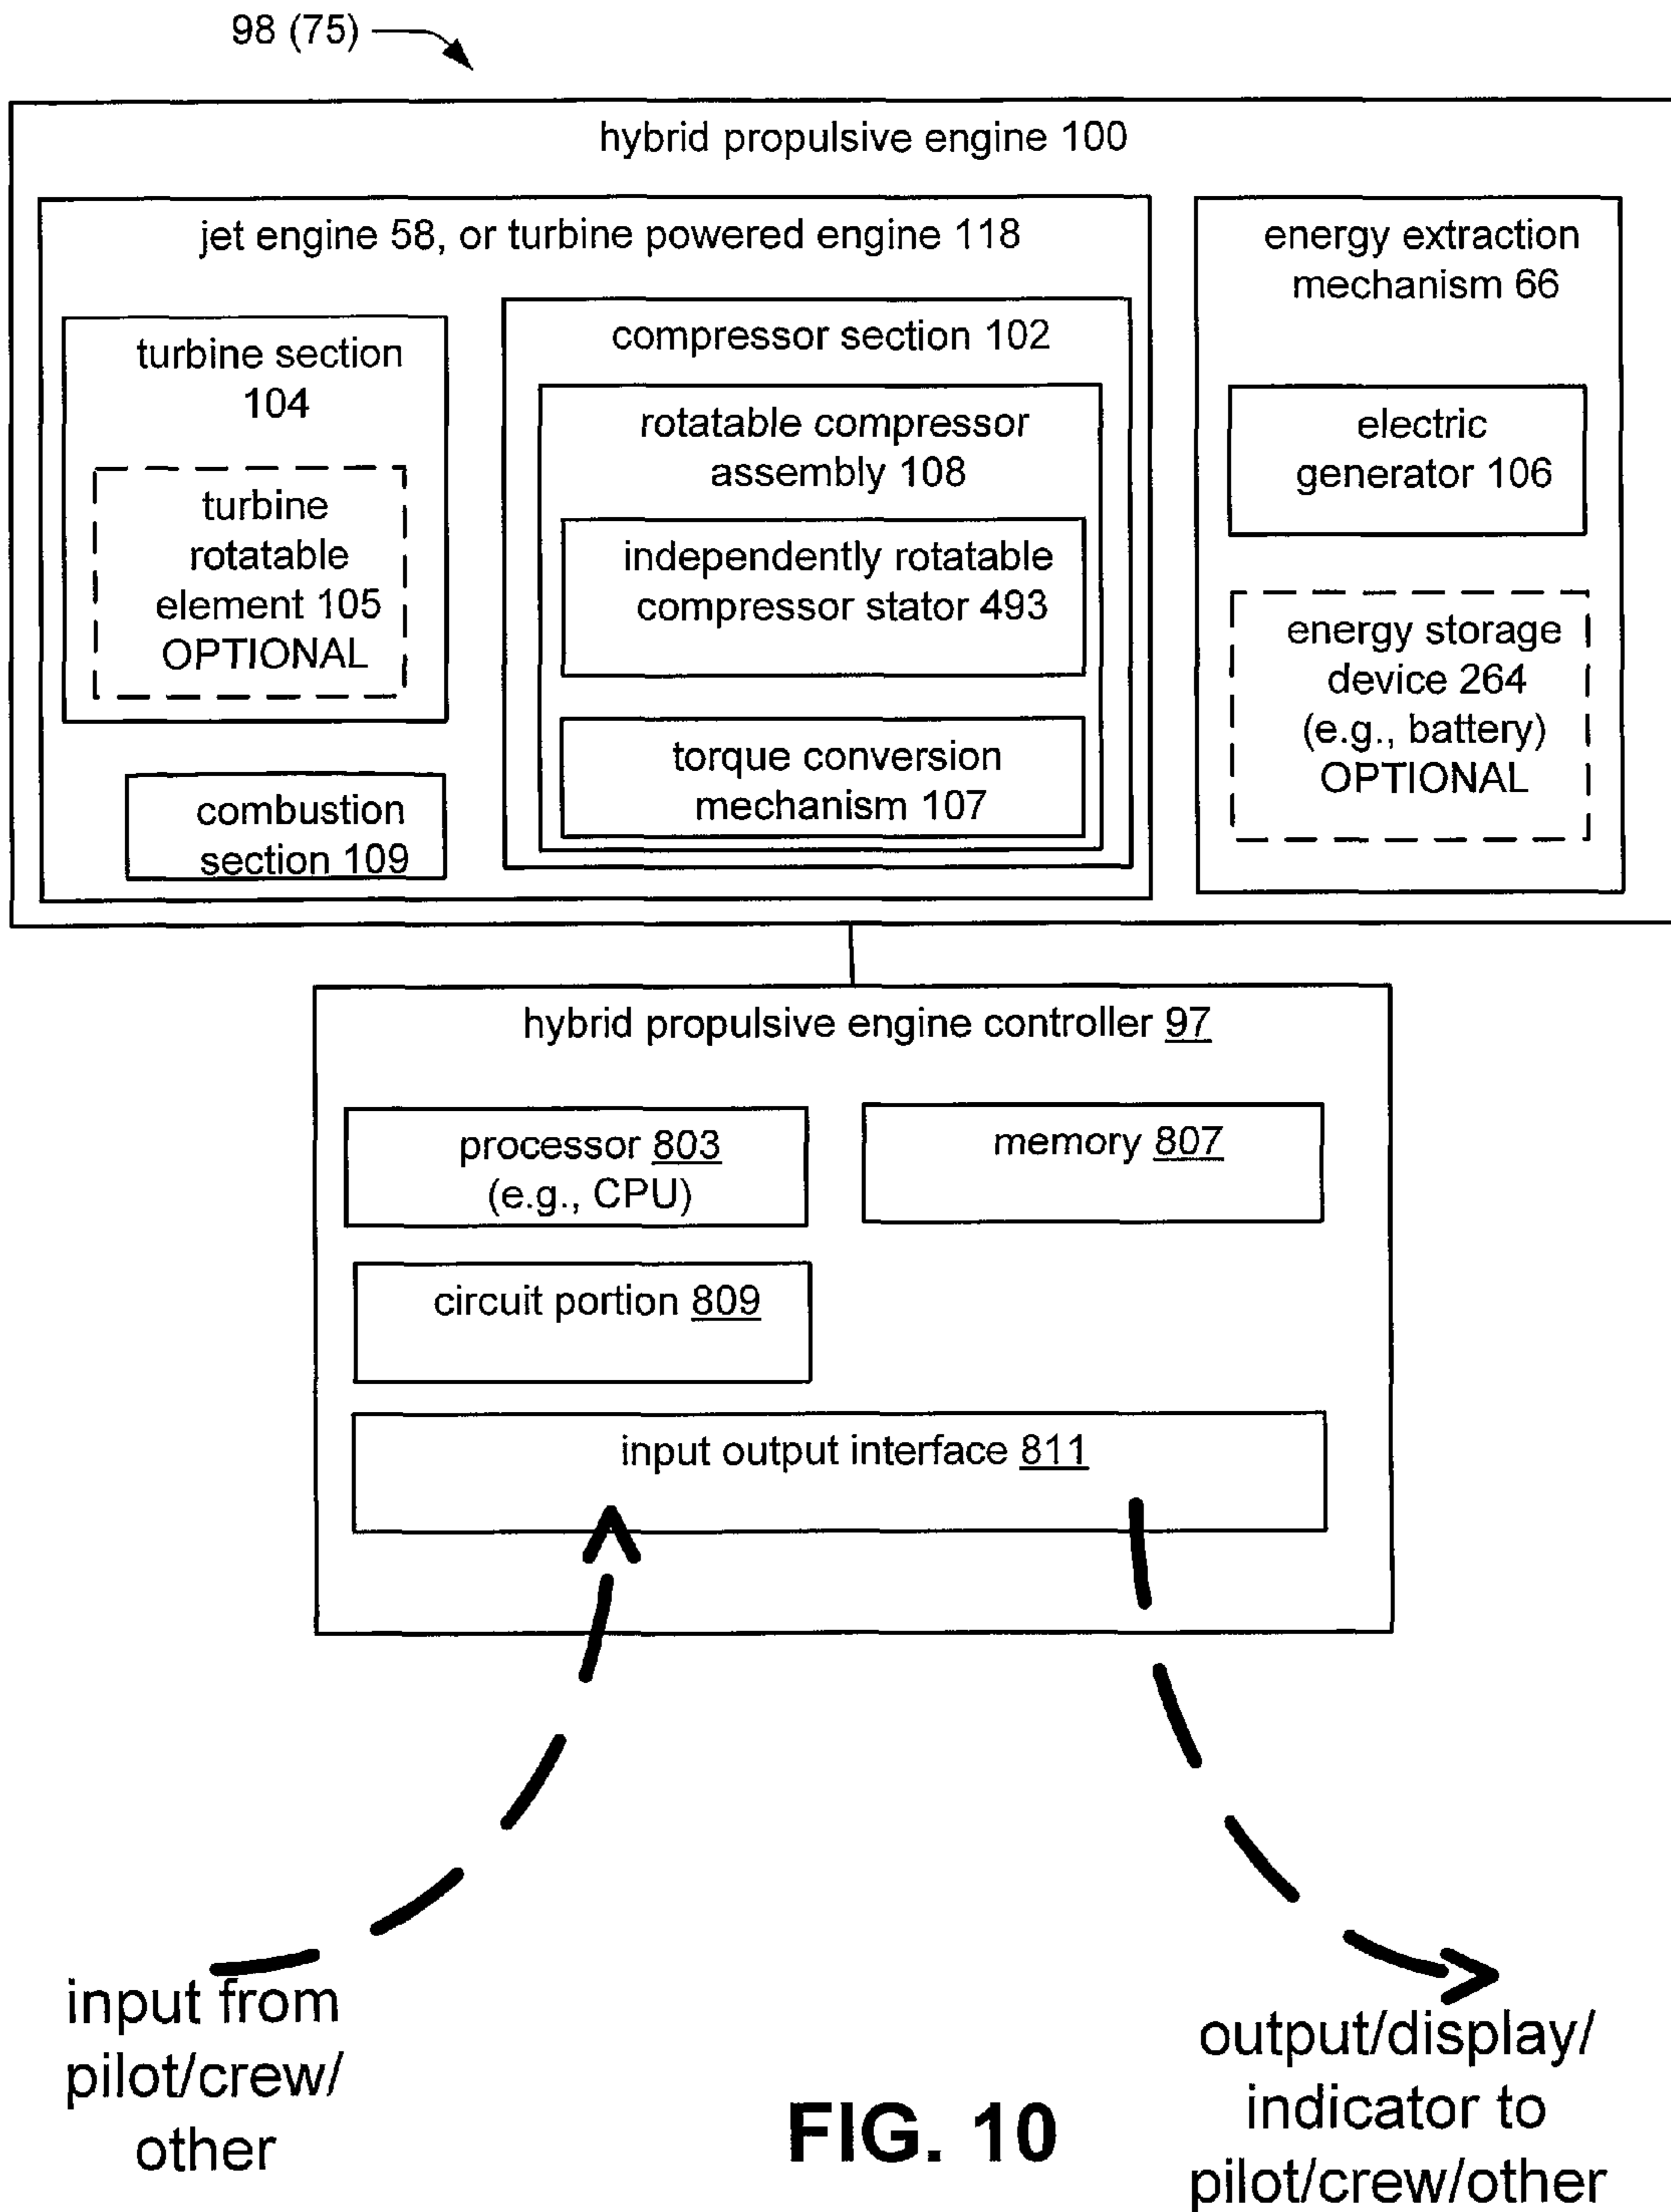 98 (75)
hybrid propulsive engine 100
jet engine 58, or turbine powered engine 118
turbine section
104
turbine
rotatable
element 105
OPTIONAL
combustion
section 109
compressor section 102
rotatable compressor
assembly 108
independently rotatable
compressor stator 493
torque conversion
mechanism 107
energy extraction
mechanism 66
electric
generator 106
energy storage
device 264
(e.g., battery)
OPTIONAL
hybrid propulsive engine controller 97
processor 803
(e.g., CPU)
memory 807
circuit portion 809
input output interface 811
input from
pilot/crew/
other
output/display/
indicator to
pilot/crew/other
FIG. 10